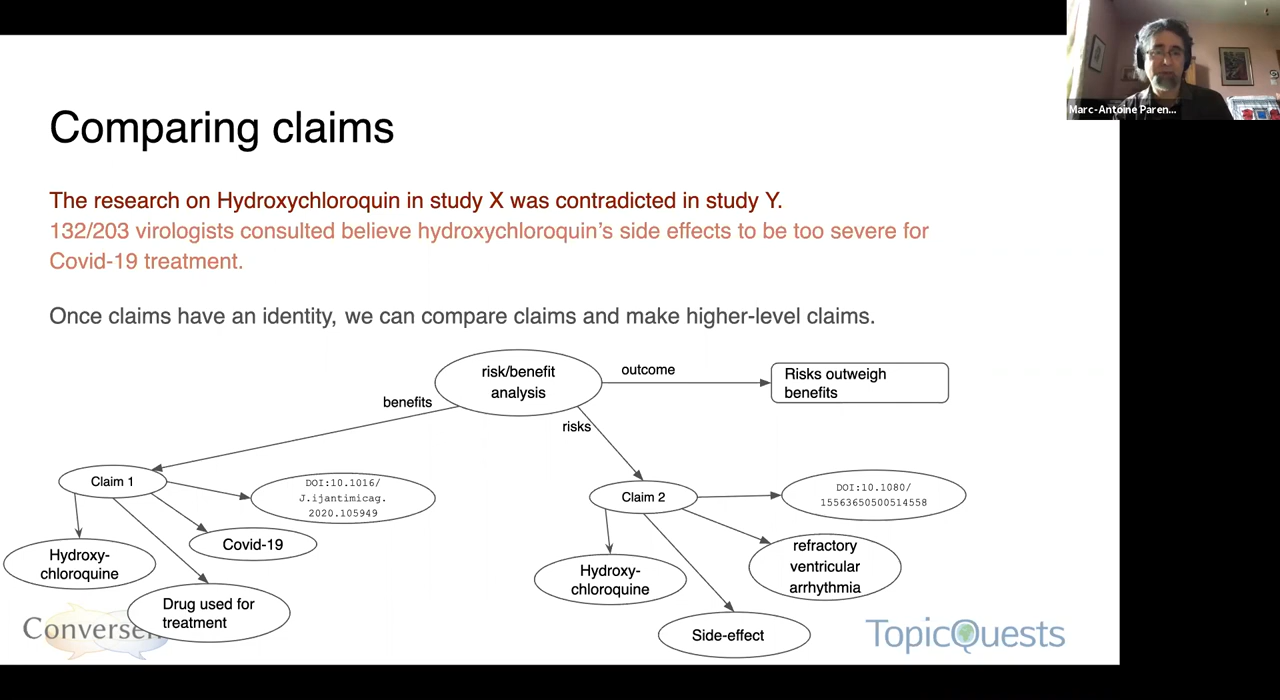 Marc-Antoine Paren...
Comparing claims
The research on Hydroxychloroquin in study X was contradicted in study Y.
132/203 virologists consulted believe hydroxychloroquin's side effects to be too severe for
Covid-19 treatment.
Once claims have an identity, we can compare claims and make higher-level claims.
risk/benefit
analysis
outcome
Risks outweigh
benefits
benefits
risks
Claim 1
DOI:10.1016/
J.ijantimicag.
2020.105949
Covid-19
Hydroxy-
chloroquine
Drug used for
treatment
Claim 2
DOI:10.1080/
15563650500514558
refractory
ventricular
arrhythmia
Hydroxy-
chloroquine
Side-effect
Conversen
TopicQuests